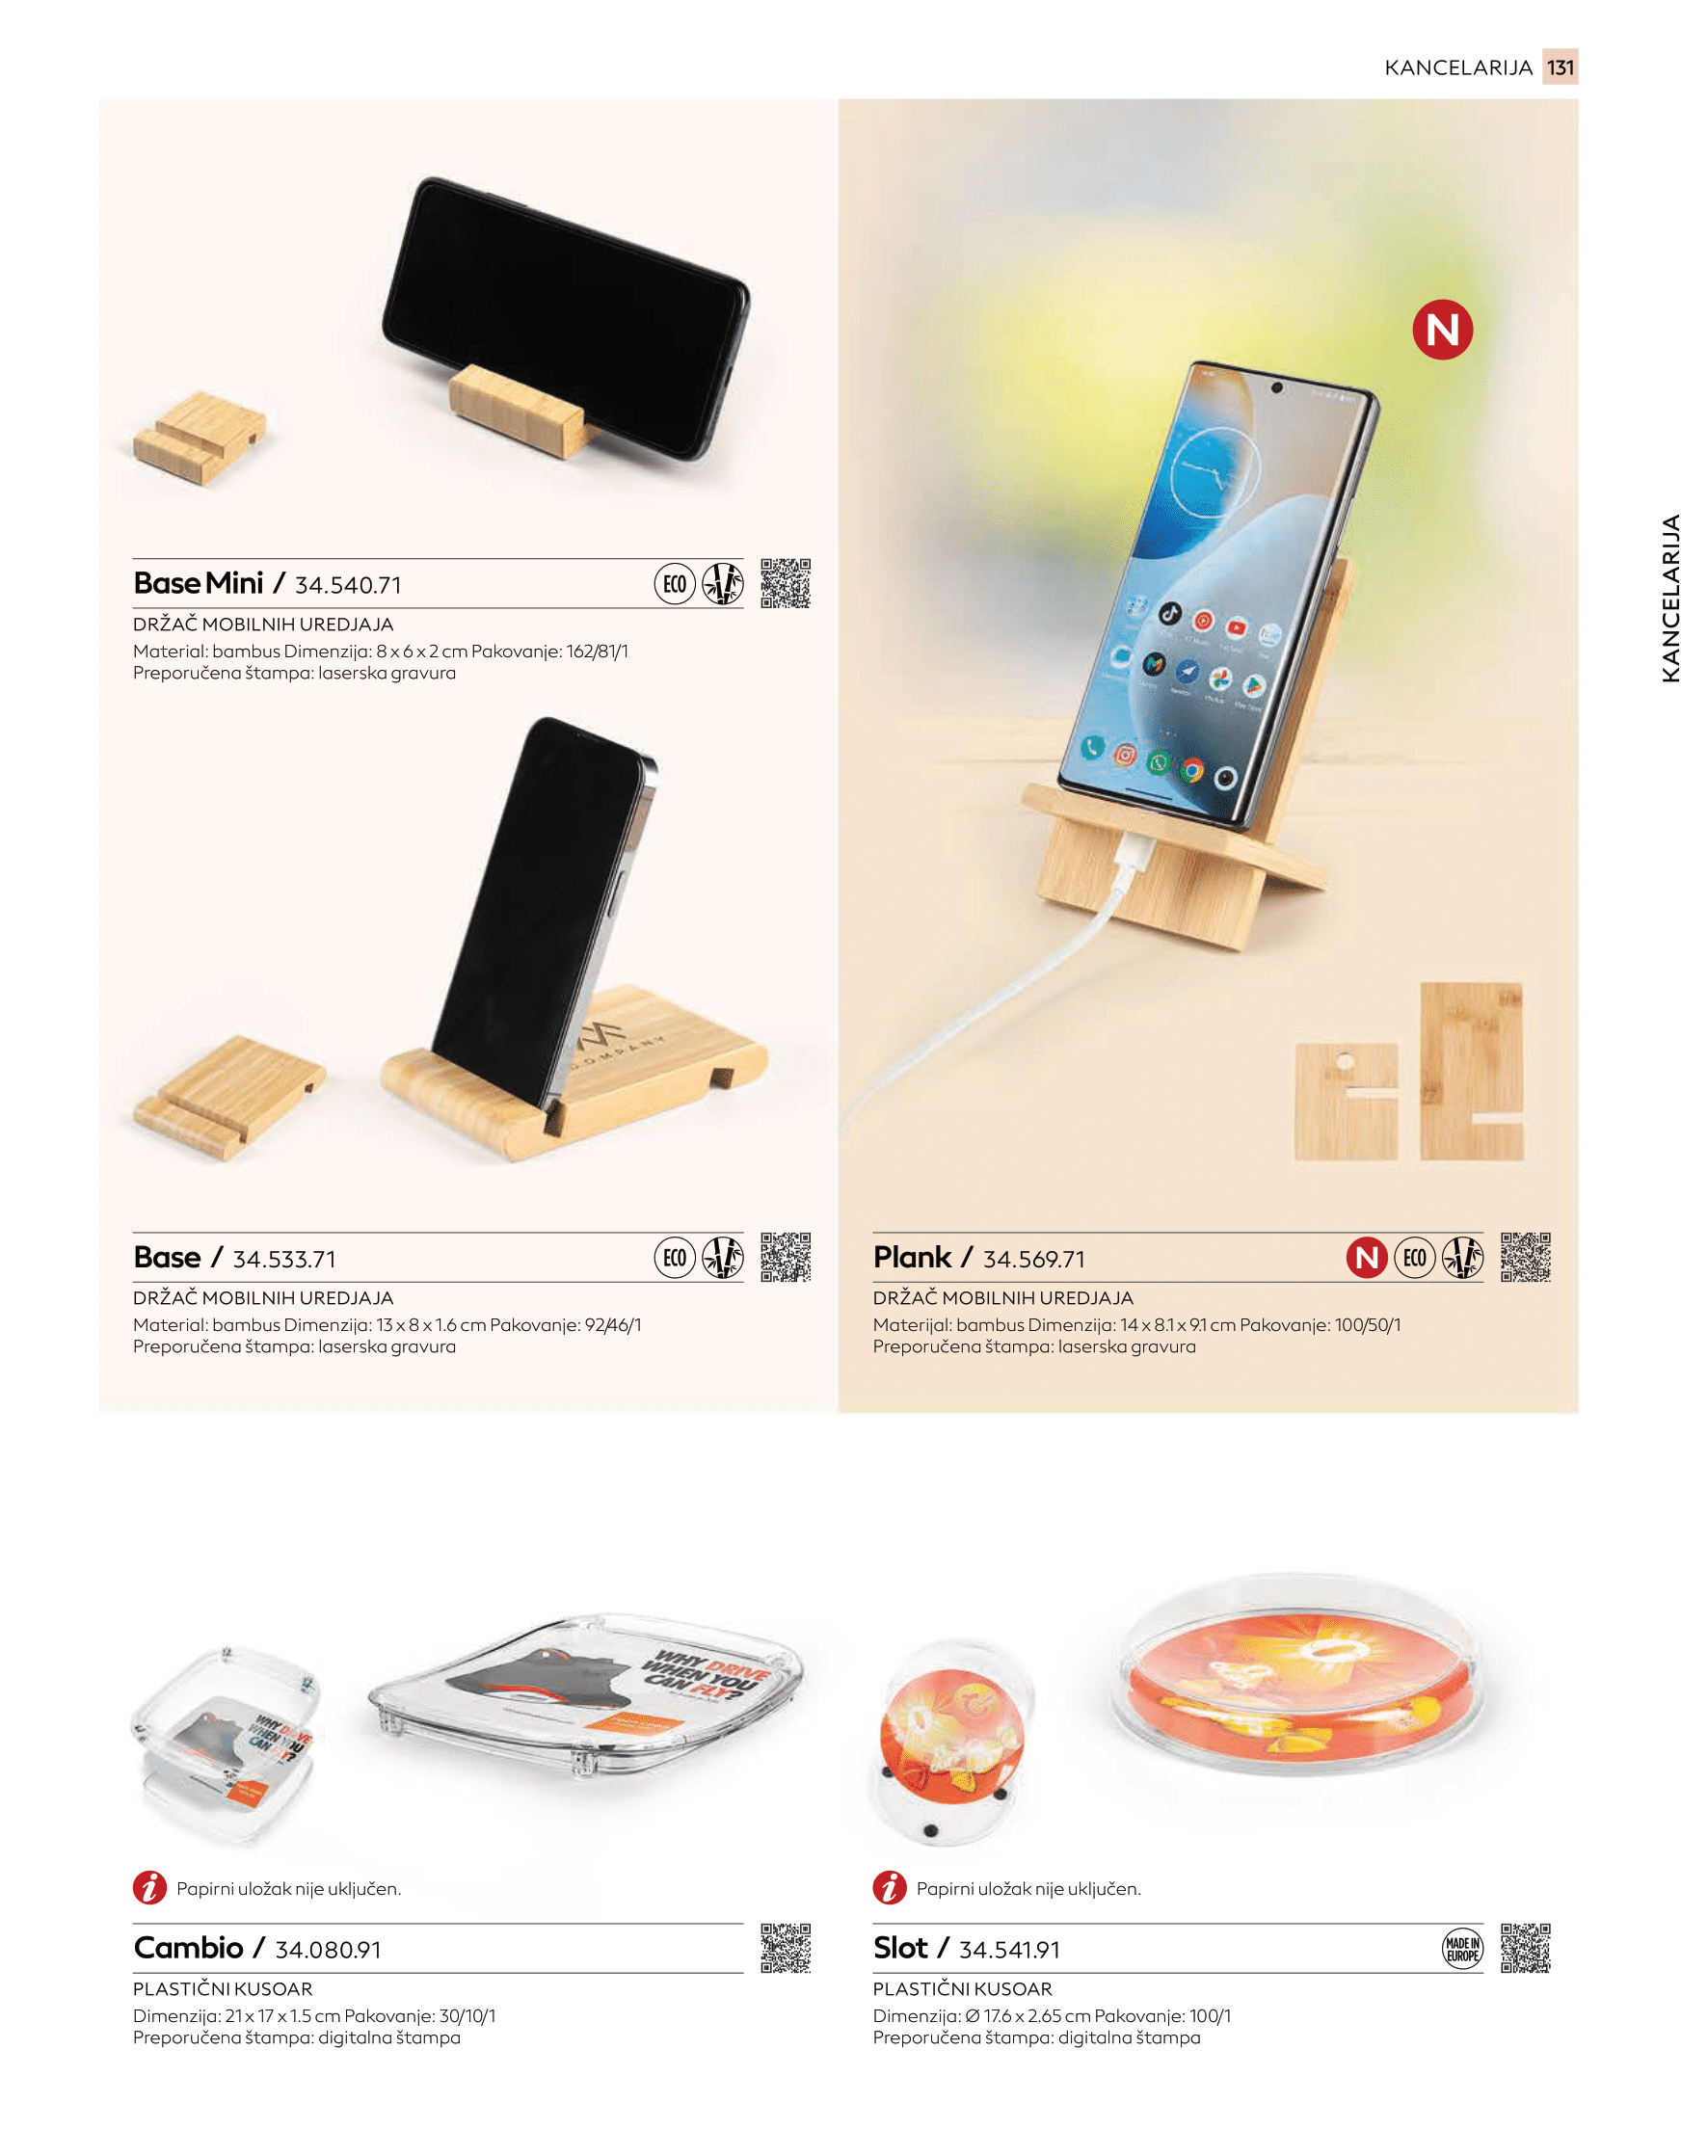 KANCELARIJA 131
N
KANCELARIJA
Base Mini / 34.540.71
ECO
DRŽAČ MOBILNIH UREDJAJA
Material: bambus Dimenzija: 8 x 6 x 2 cm Pakovanje: 162/81/1
Preporučena štampa: laserska gravura
COMPANY
Base / 34.533.71
ECO
DRŽAČ MOBILNIH UREDJAJA
Material: bambus Dimenzija: 13 x 8 x 1.6 cm Pakovanje: 92/46/1
Preporučena štampa: laserska gravura
Plank / 34.569.71
N ECO
DRŽAČ MOBILNIH UREDJAJA
Materijal: bambus Dimenzija: 14 x 8.1 x 9.1 cm Pakovanje: 100/50/1
Preporučena štampa: laserska gravura
WHY DRIVE
WHEN YOU
CAN FLY?
WHY DRIVE
WHEN YOU
CAN FLY?
i Papirni uložak nije uključen.
Cambio / 34.080.91
PLASTIČNI KUSOAR
Dimenzija: 21 x 17 x 1.5 cm Pakovanje: 30/10/1
Preporučena štampa: digitalna štampa
i Papirni uložak nije uključen.
Slot / 34.541.91
MADE IN
EUROPE
PLASTIČNI KUSOAR
Dimenzija: Ø 17.6 x 2.65 cm Pakovanje: 100/1
Preporučena štampa: digitalna štampa